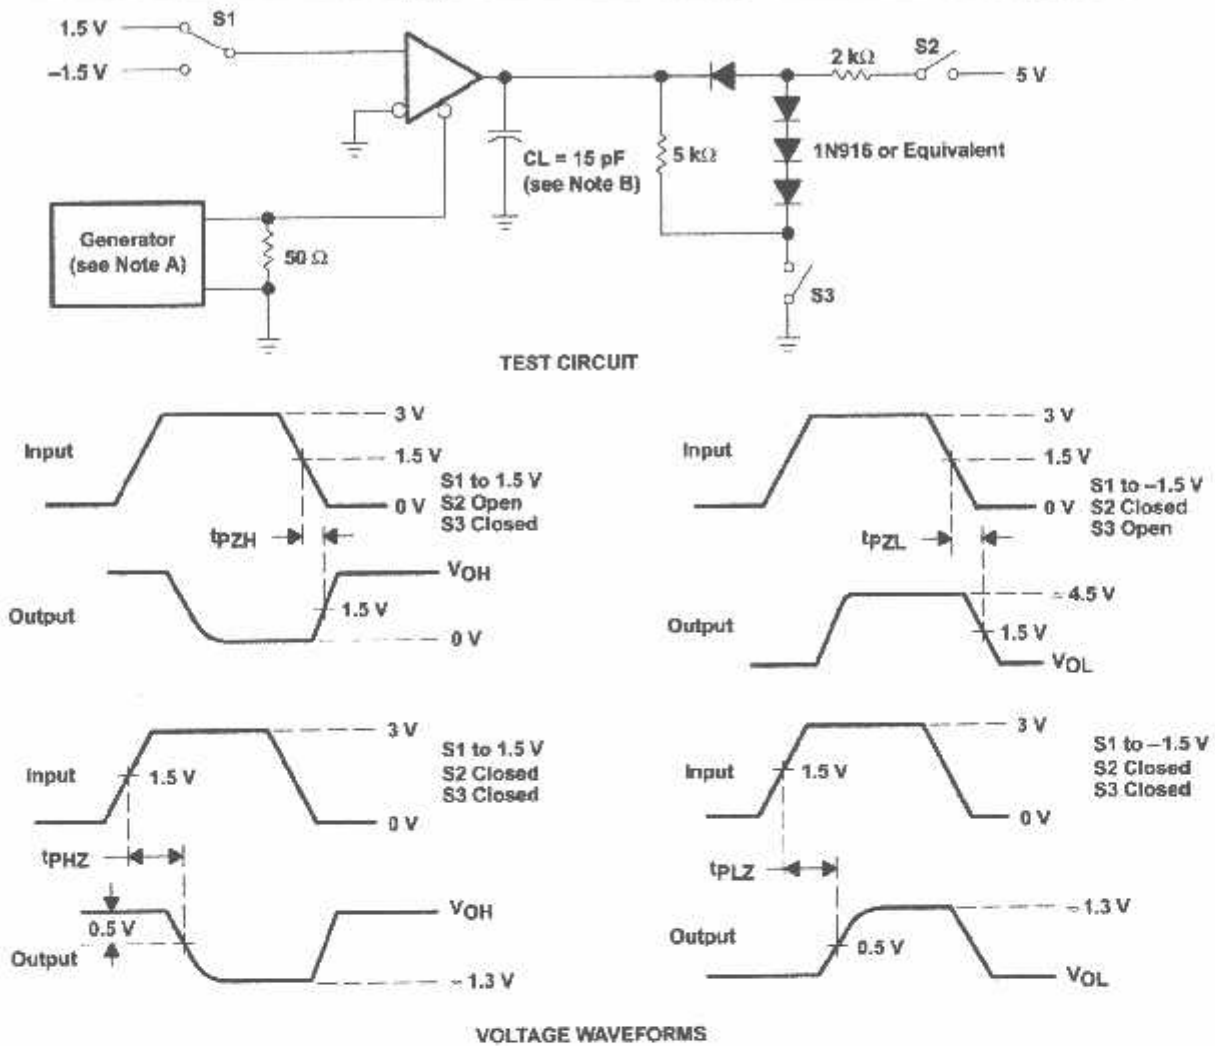 1.5 V
S1
–1.5 V
2 kΩ
S2
5 V
CL = 15 pF
(see Note B)
5 kΩ
1N916 or Equivalent
Generator
(see Note A)
50 Ω
S3
TEST CIRCUIT
Input
3 V
1.5 V
0 V
S1 to 1.5 V
S2 Open
S3 Closed
tPZH
Output
VOH
1.5 V
0 V
Input
3 V
1.5 V
0 V
S1 to –1.5 V
S2 Closed
S3 Open
tPZL
Output
≈ 4.5 V
1.5 V
VOL
Input
3 V
1.5 V
0 V
S1 to 1.5 V
S2 Closed
S3 Closed
tPHZ
0.5 V
Output
VOH
≈ 1.3 V
Input
3 V
1.5 V
0 V
S1 to –1.5 V
S2 Closed
S3 Closed
tPLZ
Output
≈ 1.3 V
0.5 V
VOL
VOLTAGE WAVEFORMS